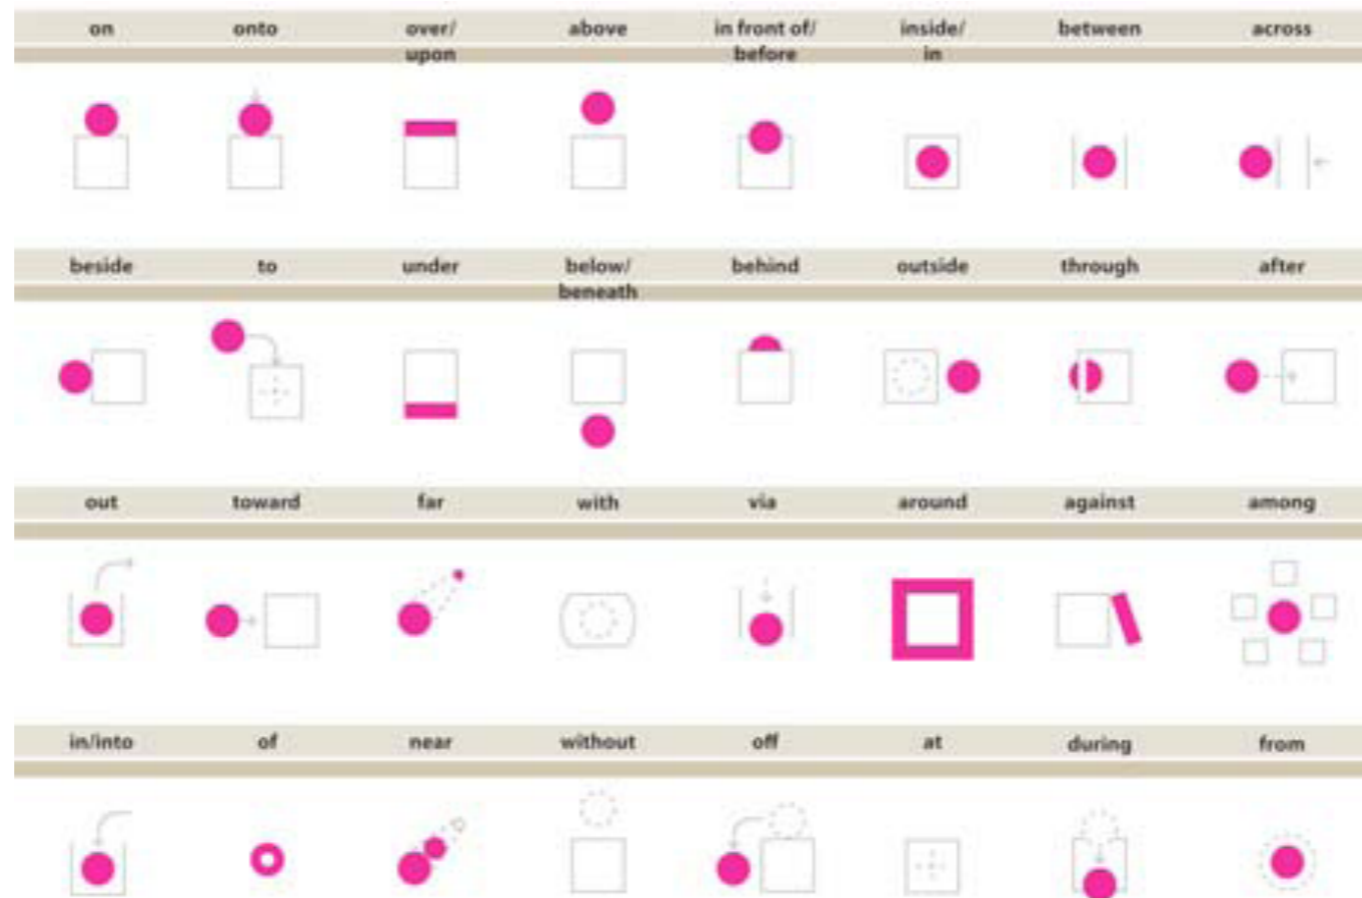 on onto over/ above in front of/ inside/ between across
upon before in
beside to under below/ behind outside through after
beneath
out toward far with via around against among
in/into of near without off at during from